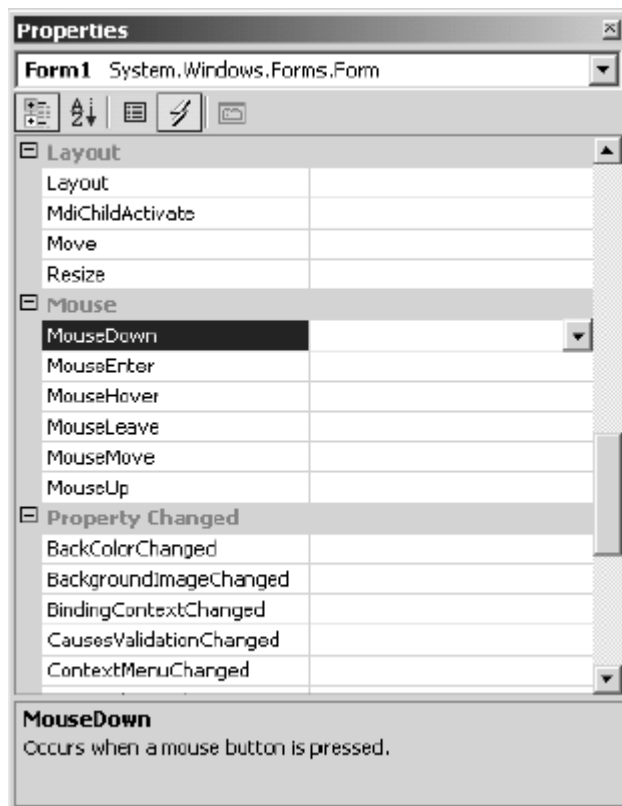 Properties
Form1 System.Windows.Forms.Form
Layout
Layout
MdiChildActivate
Move
Resize
Mouse
MouseDown
MouseEnter
MouseHover
MouseLeave
MouseMove
MouseUp
Property Changed
BackColorChanged
BackgroundImageChanged
BindingContextChanged
CausesValidationChanged
ContextMenuChanged
MouseDown
Occurs when a mouse button is pressed.